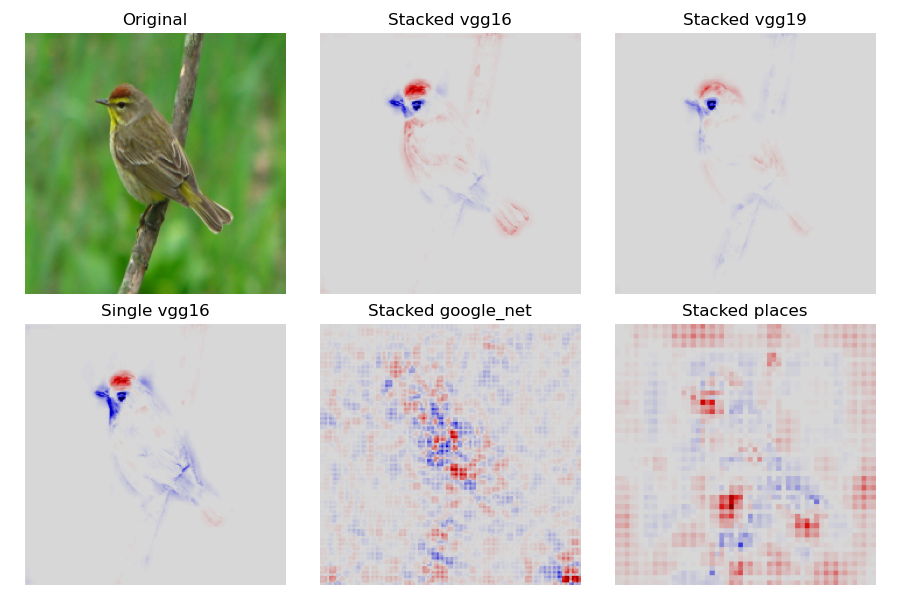 Original
Stacked vgg16
Stacked vgg19
Single vgg16
Stacked google_net
Stacked places